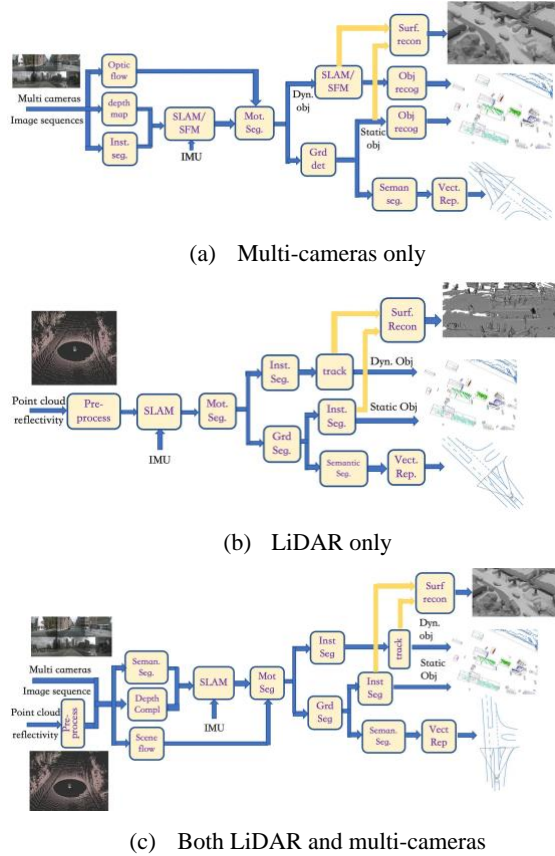 Multi cameras
Image sequences
Optic
flow
depth
map
Inst.
seg.
SLAM/
SFM
IMU
Mot.
Seg.
Dyn.
obj
SLAM/
SFM
Grd
det
Static
obj
Surf.
recon
Obj
recog
Obj
recog
Seman
seg.
Vect.
Rep.
(a) Multi-cameras only
Point cloud
reflectivity
Pre-
process
SLAM
IMU
Mot.
Seg.
Inst.
Seg.
track
Grd
Seg.
Inst.
Seg.
Surf.
Recon
Dyn. Obj
Static Obj
Semantic
Seg.
Vect.
Rep.
(b) LiDAR only
Multi cameras
Image sequence
Point cloud
reflectivity
Pre-
process
Seman.
Seg.
Depth
Compl
Scene
flow
SLAM
IMU
Mot
Seg
Inst
Seg
Grd
Seg
track
Inst
Seg
Surf
recon
Dyn.
obj
Static
Obj
Seman.
Seg.
Vect
Rep
(c) Both LiDAR and multi-cameras